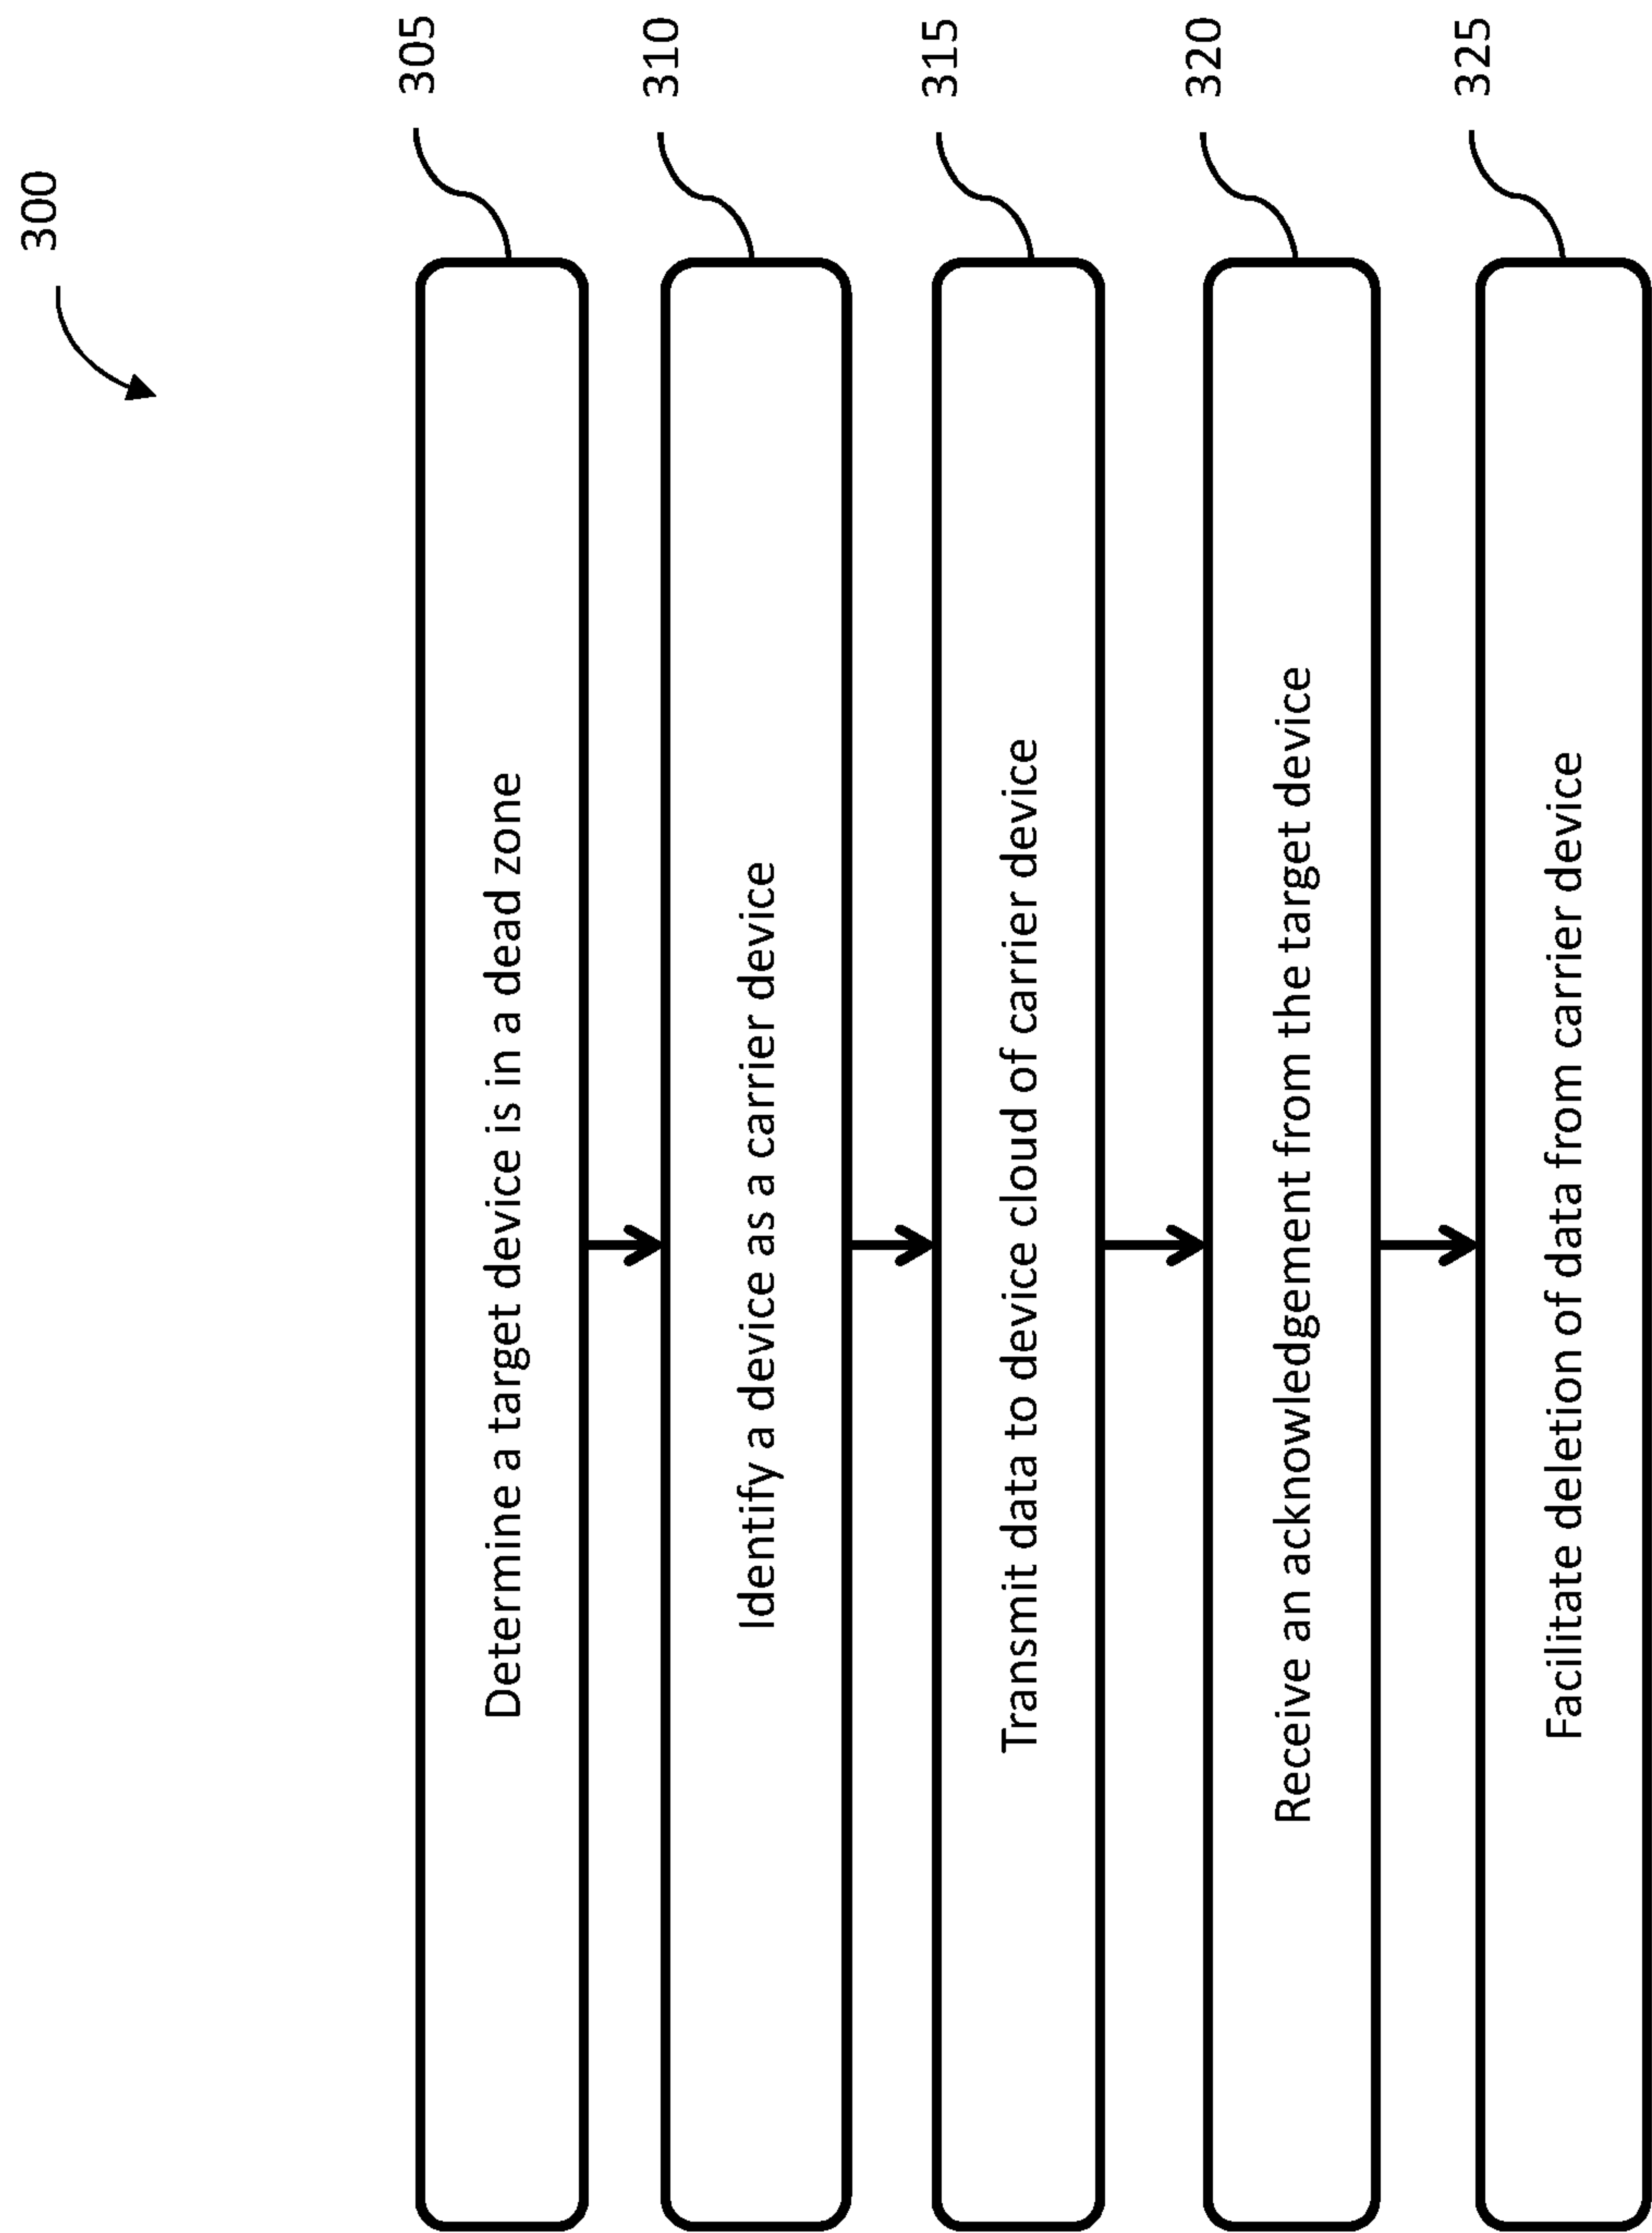 300
Determine a target device is in a dead zone
305
Identify a device as a carrier device
310
Transmit data to device cloud of carrier device
315
Receive an acknowledgement from the target device
320
Facilitate deletion of data from carrier device
325